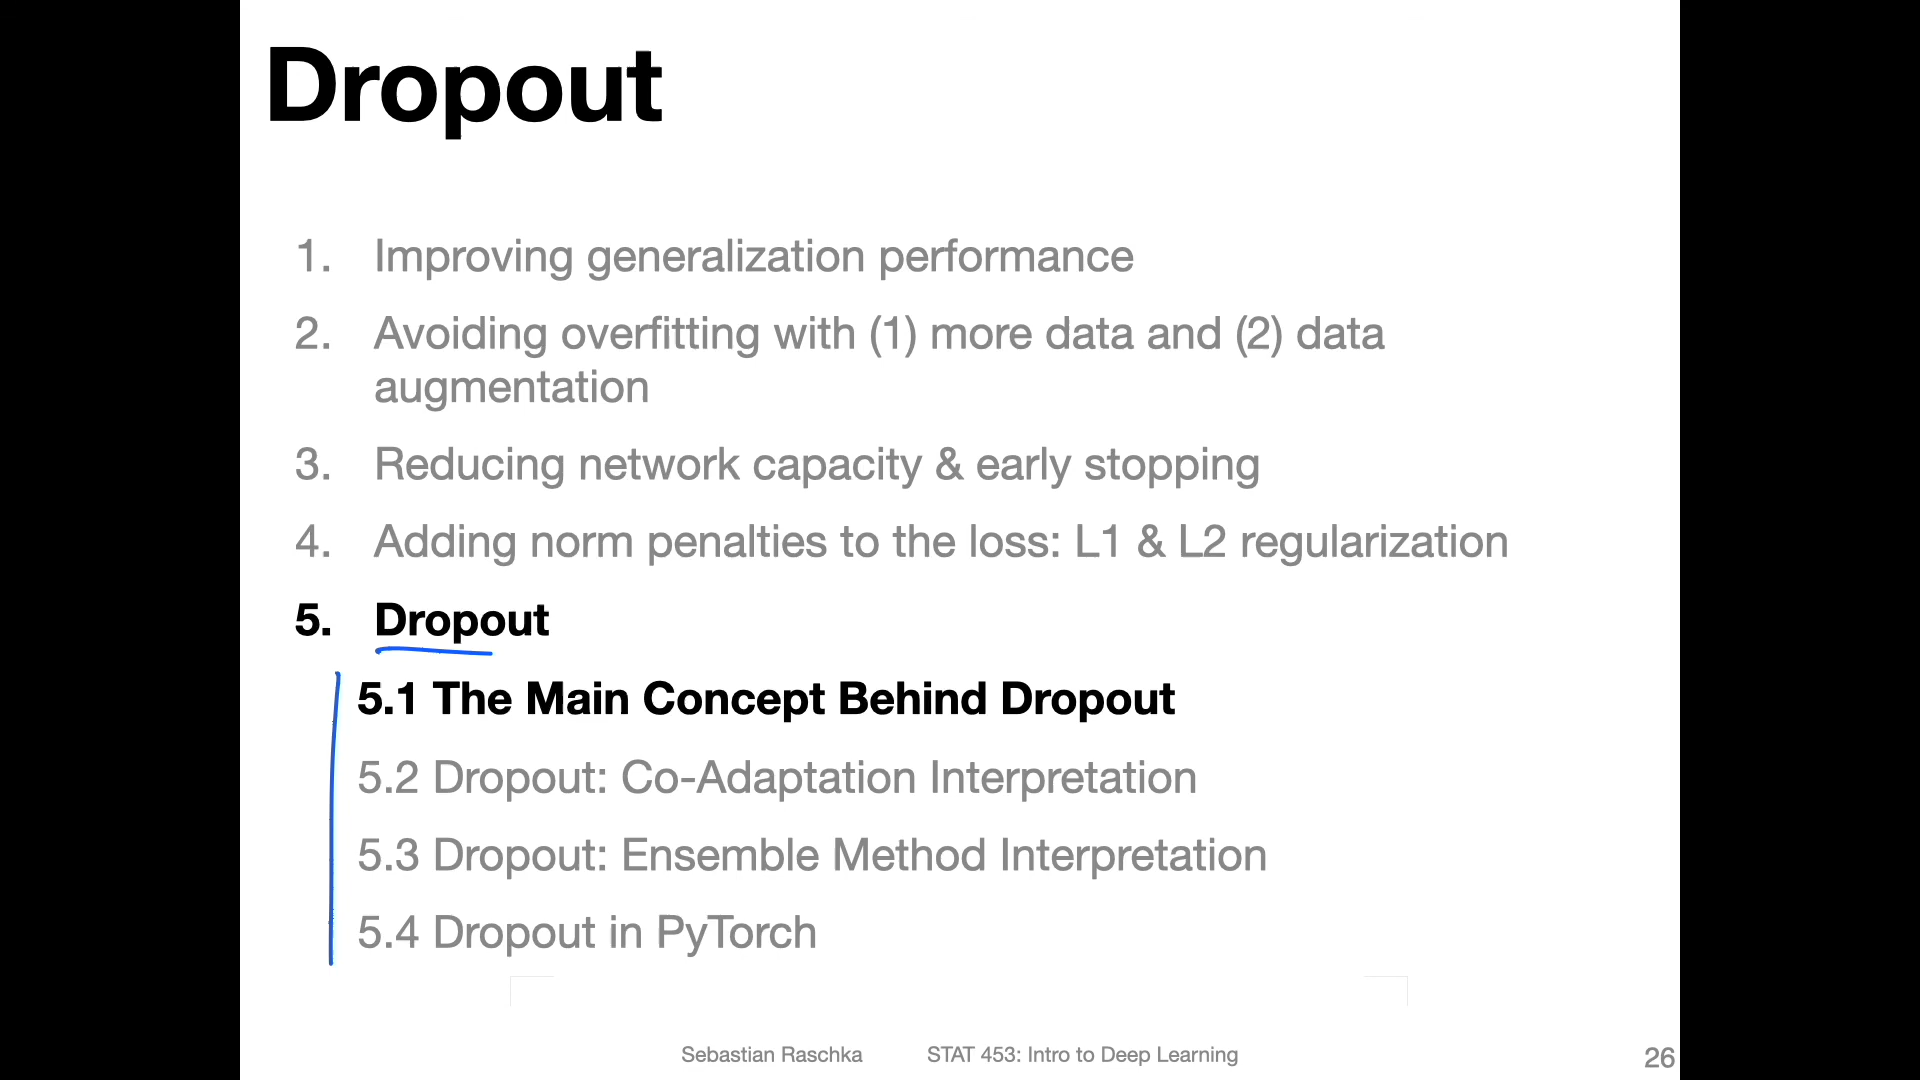 Dropout
1. Improving generalization performance
2. Avoiding overfitting with (1) more data and (2) data
augmentation
3. Reducing network capacity & early stopping
4. Adding norm penalties to the loss: L1 & L2 regularization
5. Dropout
5.1 The Main Concept Behind Dropout
5.2 Dropout: Co-Adaptation Interpretation
5.3 Dropout: Ensemble Method Interpretation
5.4 Dropout in PyTorch
Sebastian Raschka STAT 453: Intro to Deep Learning 26